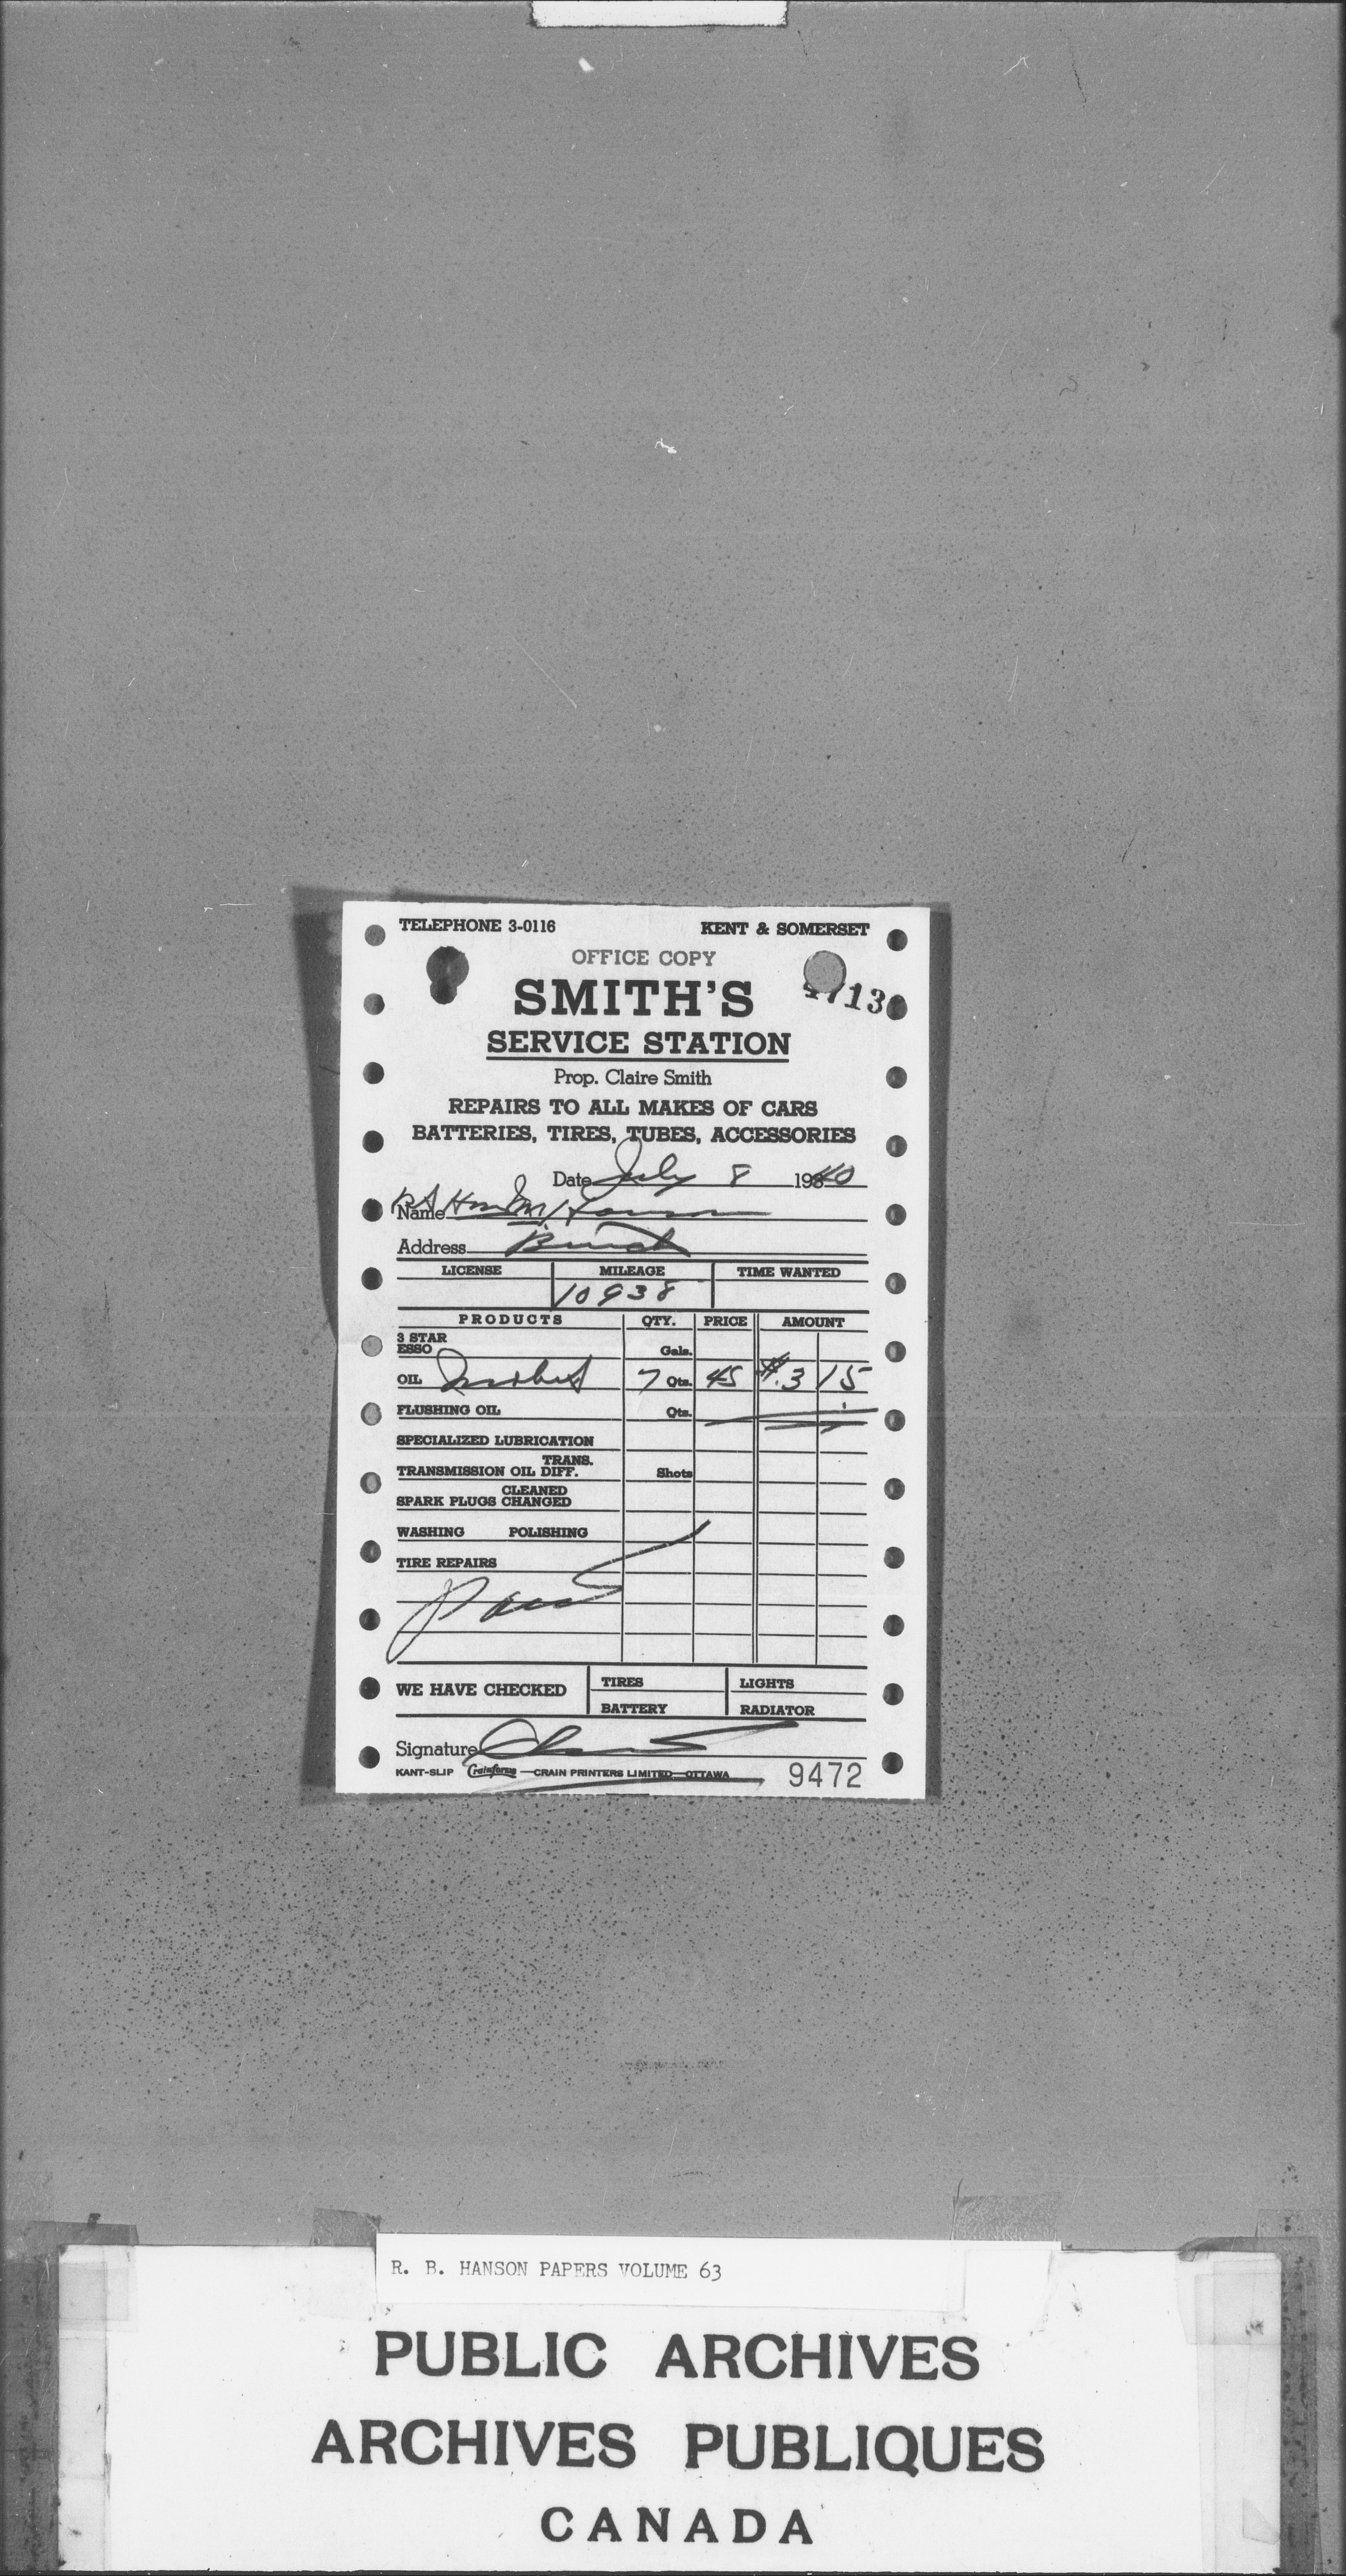 TELEPHONE 3-0116 KENT & SOMERSET
OFFICE COPY
SMITH'S
4713
SERVICE STATION
Prop. Claire Smith
REPAIRS TO ALL MAKES OF CARS
BATTERIES, TIRES, TUBES, ACCESSORIES
Date July 8 1940
Name Hanson
Address
LICENSE MILEAGE TIME WANTED
10938
PRODUCTS QTY. PRICE AMOUNT
3 STAR
ESSO Gals.
OIL 7 Qts. 45 $.3 15
FLUSHING OIL Qts.
SPECIALIZED LUBRICATION
TRANS.
TRANSMISSION OIL DIFF. Shots
CLEANED
SPARK PLUGS CHANGED
WASHING POLISHING
TIRE REPAIRS
WE HAVE CHECKED TIRES LIGHTS
BATTERY RADIATOR
Signature
KANT-SLIP Crainforms —CRAIN PRINTERS LIMITED—OTTAWA 9472
R. B. HANSON PAPERS VOLUME 63
PUBLIC ARCHIVES
ARCHIVES PUBLIQUES
CANADA